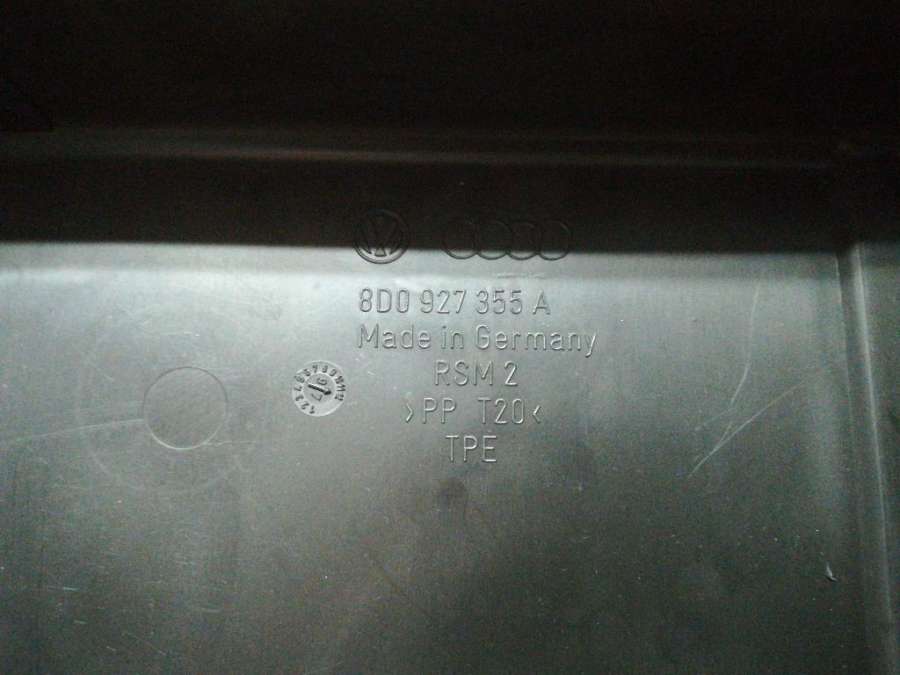 8D0 927 355 A
Made in Germany
RSM 2
>PP T20<
TPE